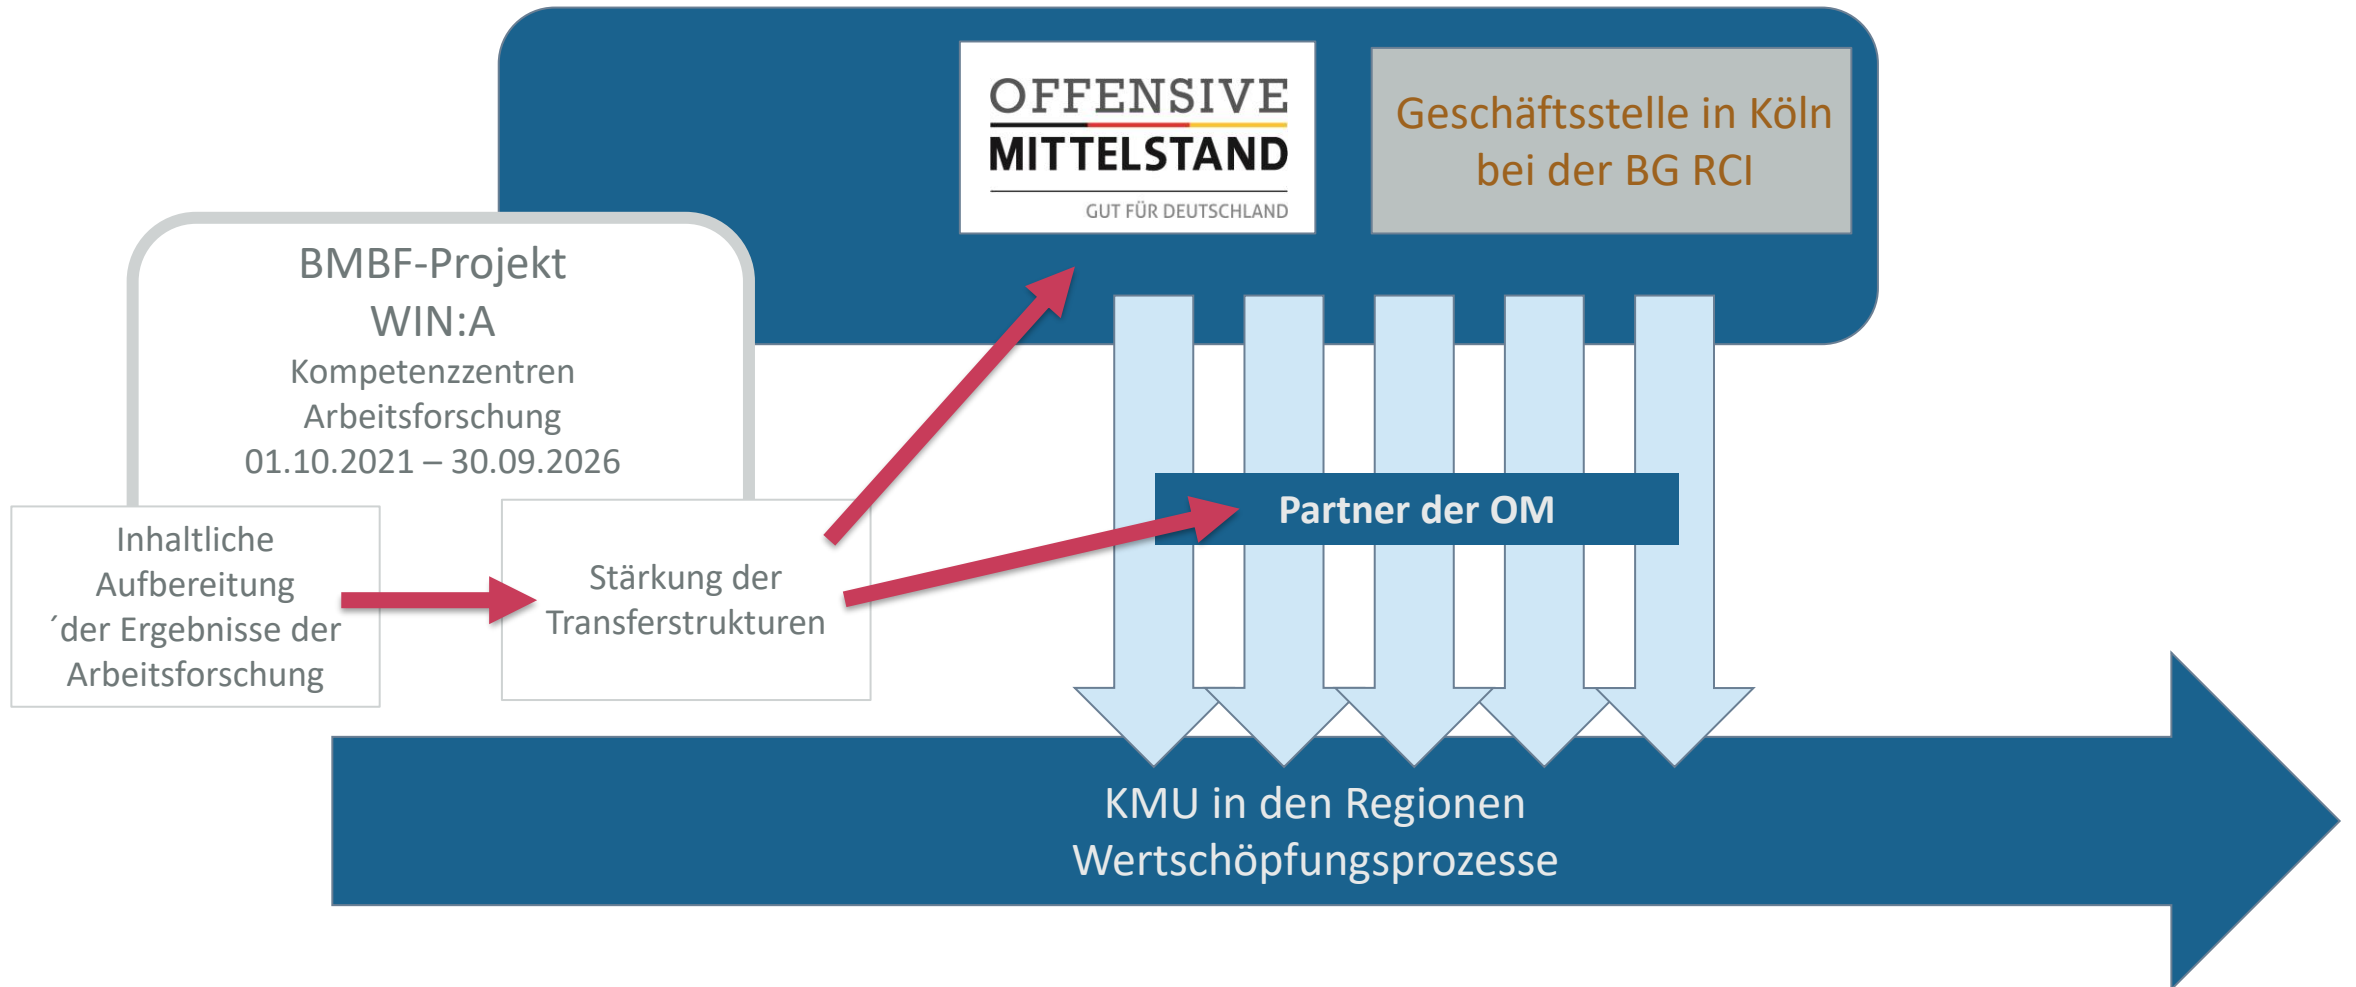 OFFENSIVE
MITTELSTAND
GUT FÜR DEUTSCHLAND
Geschäftsstelle in Köln
bei der BG RCI
BMBF-Projekt
WIN:A
Kompetenzzentren
Arbeitsforschung
01.10.2021 – 30.09.2026
Inhaltliche
Aufbereitung
´der Ergebnisse der
Arbeitsforschung
Stärkung der
Transferstrukturen
Partner der OM
KMU in den Regionen
Wertschöpfungsprozesse